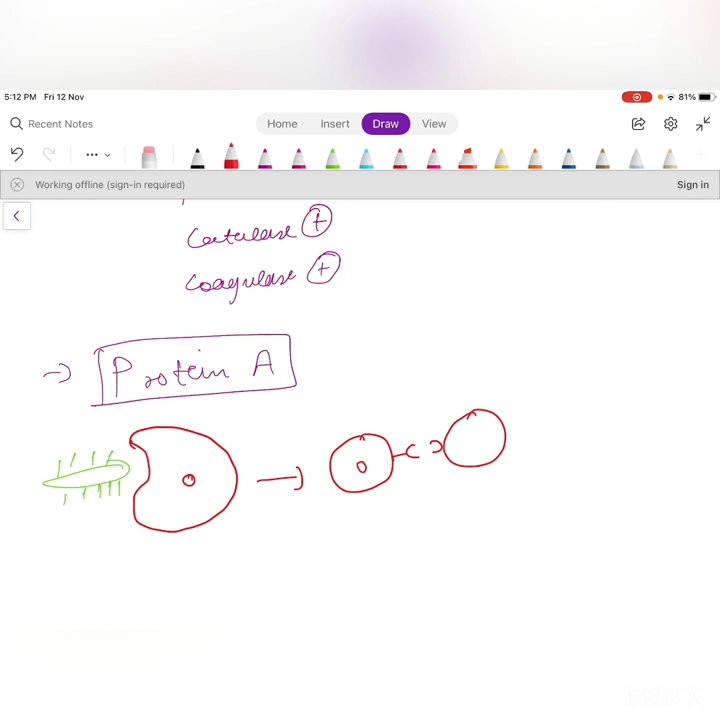 5:12 PM Fri 12 Nov 81%
Recent Notes Home Insert Draw View
Working offline (sign-in required) Sign in
Catalase +
Coagulase +
→ Protein A